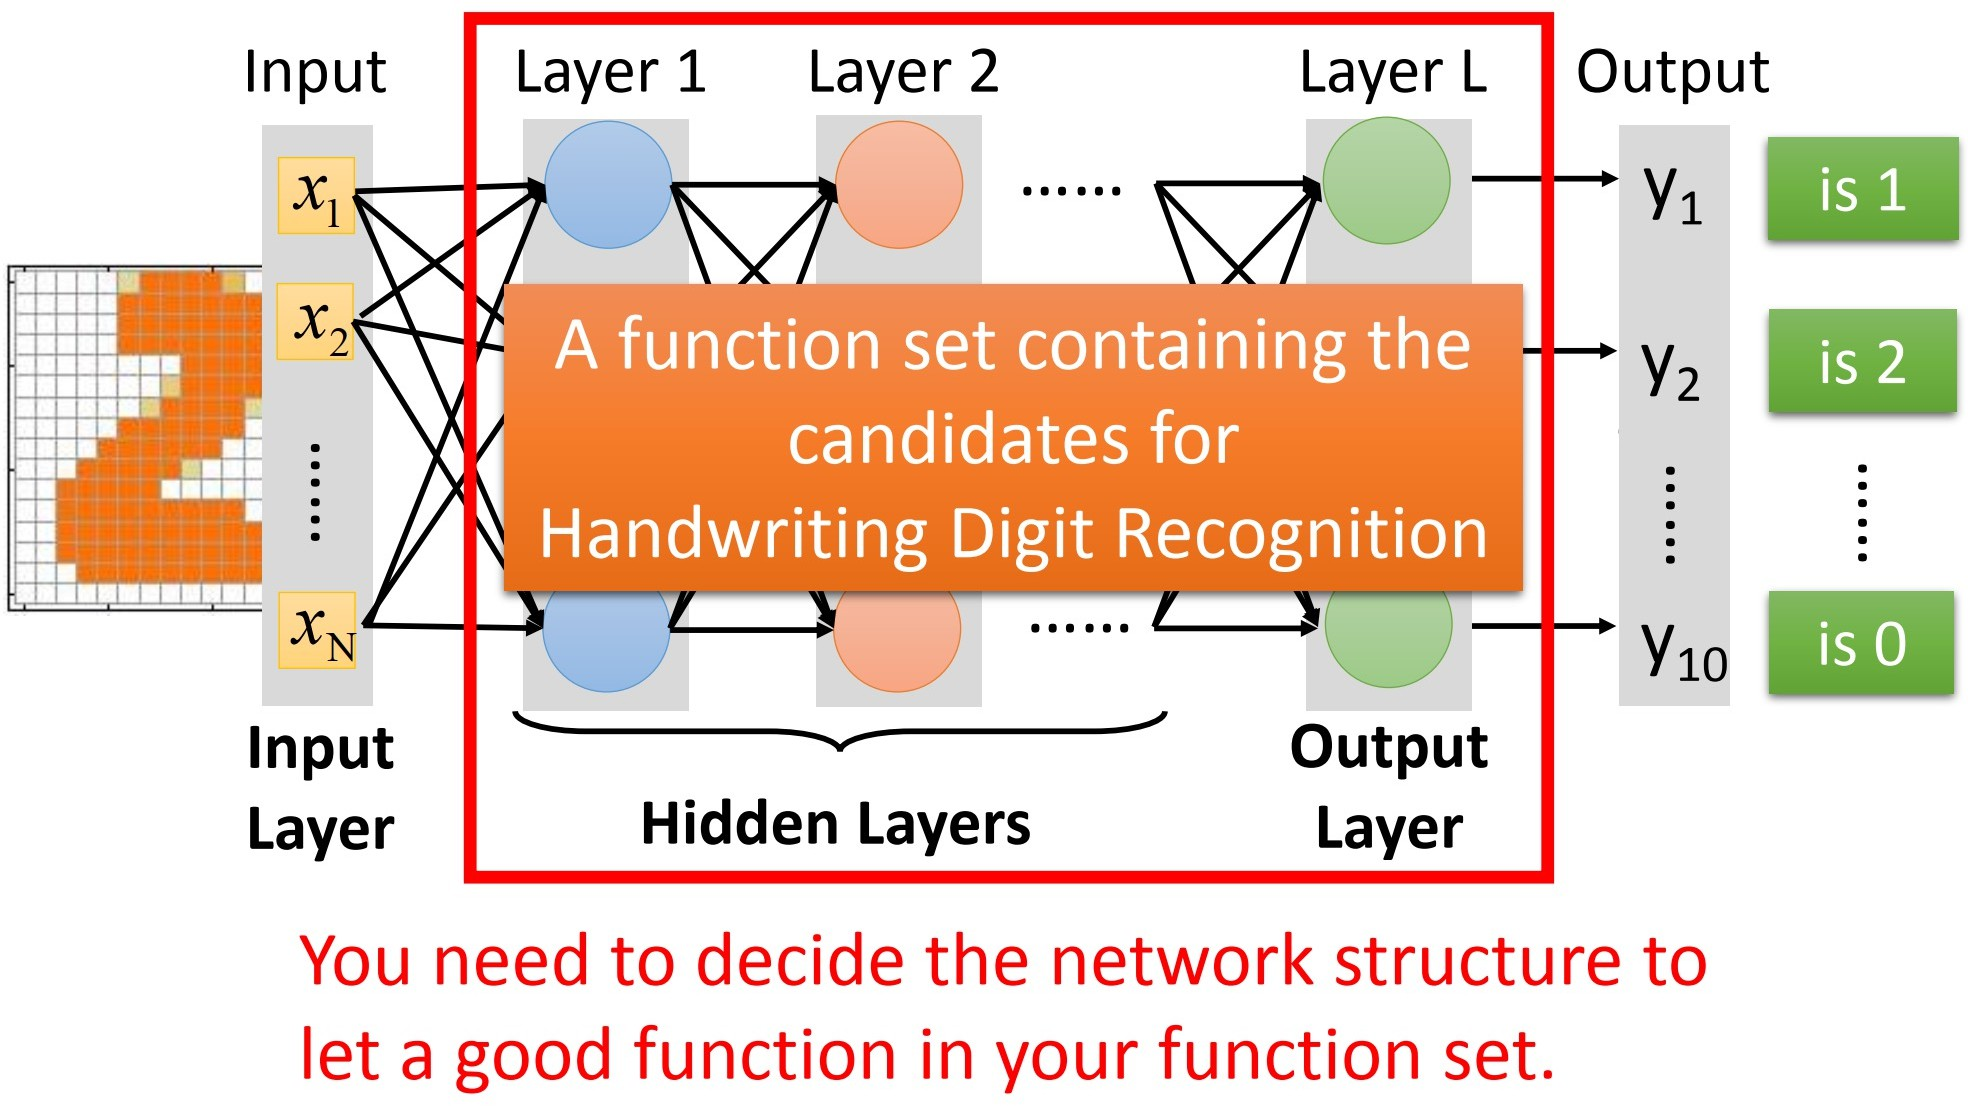 Input
Layer 1
Layer 2
Layer L
Output
x1
y1
is 1
x2
A function set containing the
candidates for
Handwriting Digit Recognition
y2
is 2
......
......
xN
......
......
y10
is 0
Input
Layer
Hidden Layers
Output
Layer
You need to decide the network structure to
let a good function in your function set.